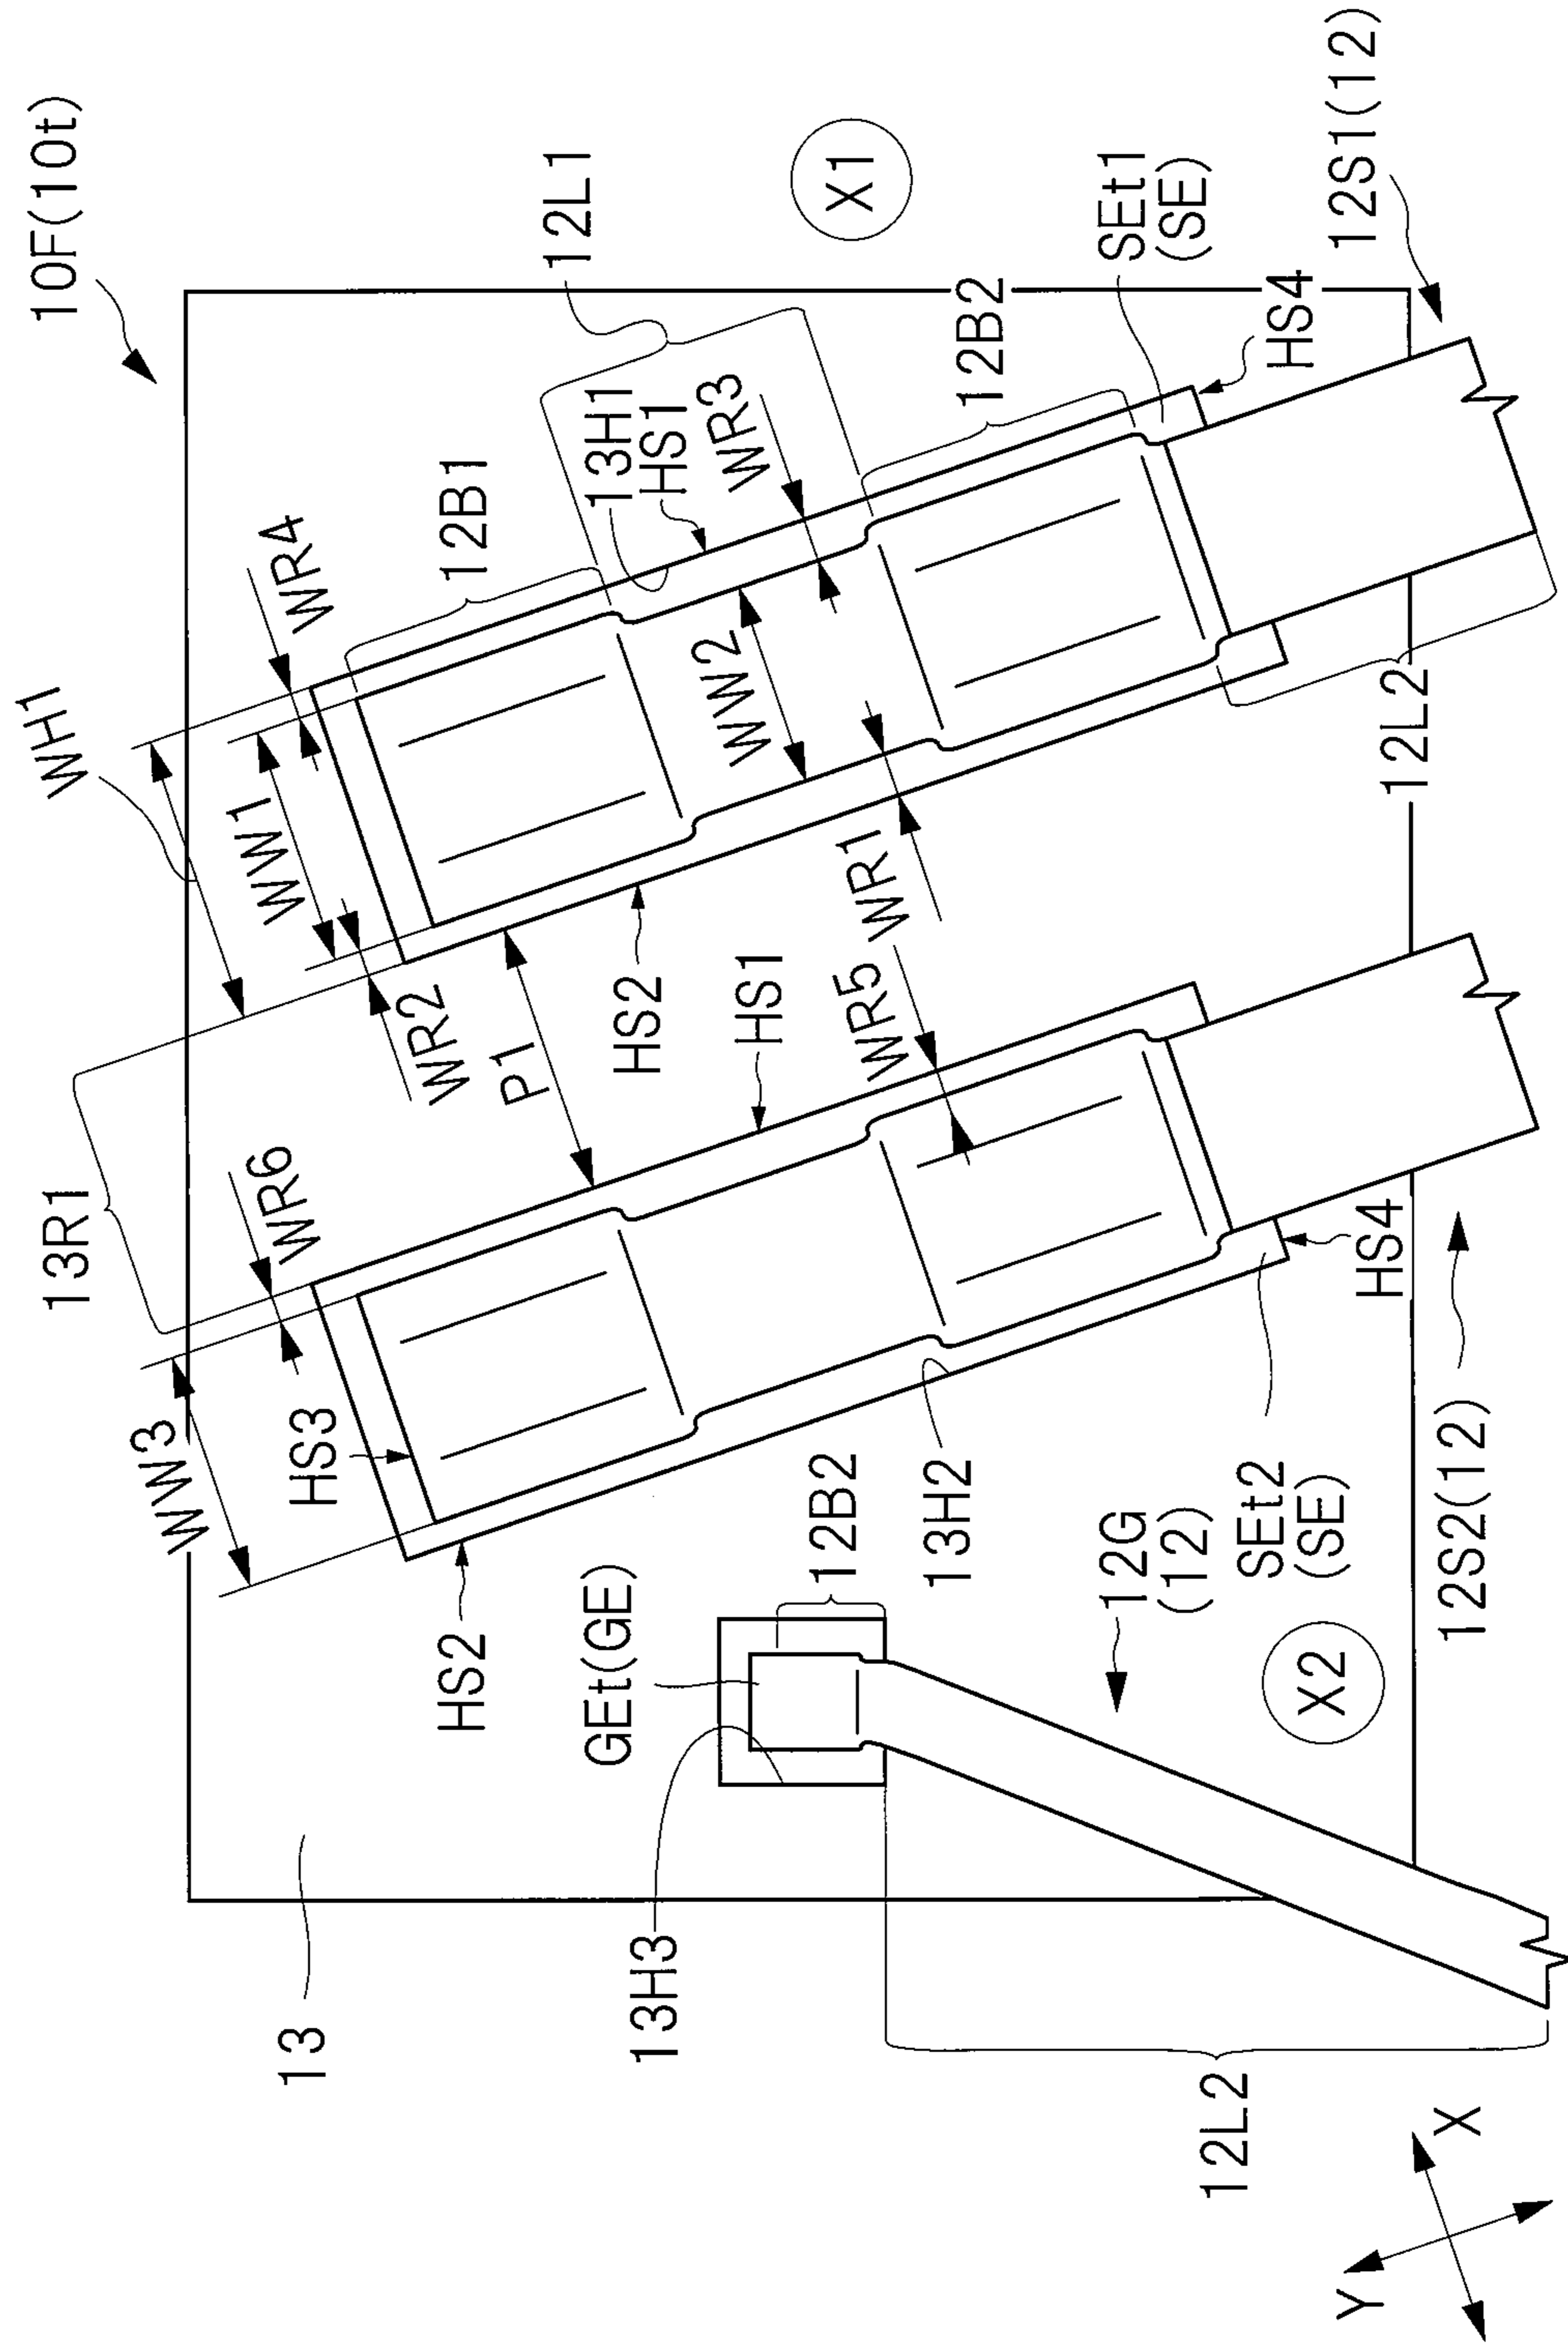 10F(10t)
WH1
WR4
12L1
X1
WW1
12B1
13H1
HS1
WR3
WR2
WW2
12B2
SEt1
(SE)
13R1
P1
HS2
WR1
HS4
12S1(12)
WR6
HS1
WR5
12L2
WW3
HS3
HS2
13H2
HS4
GEt(GE)
12B2
12G
(12)
SEt2
(SE)
12S2(12)
X2
13
13H3
12L2
X
Y